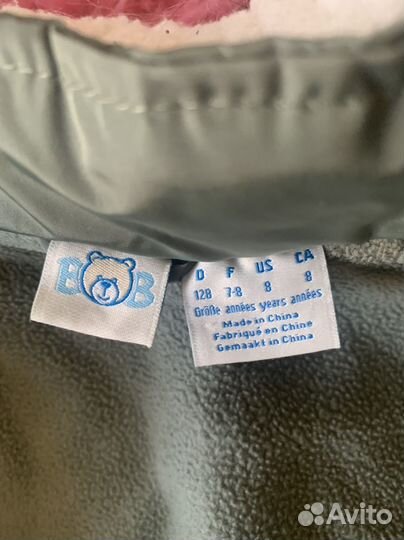 BOB
D F US CA
128 7-8 8 8
Größe années years années
Made in China
Fabriqué en Chine
Gemaakt in China
Avito